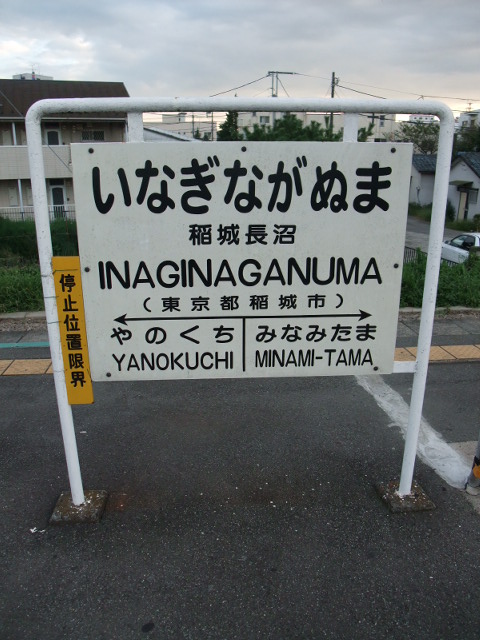 いなぎながぬま
稲城長沼
INAGINAGANUMA
(東京都稲城市)
やのくち みなみたま
YANOKUCHI MINAMI-TAMA
停止位置限界